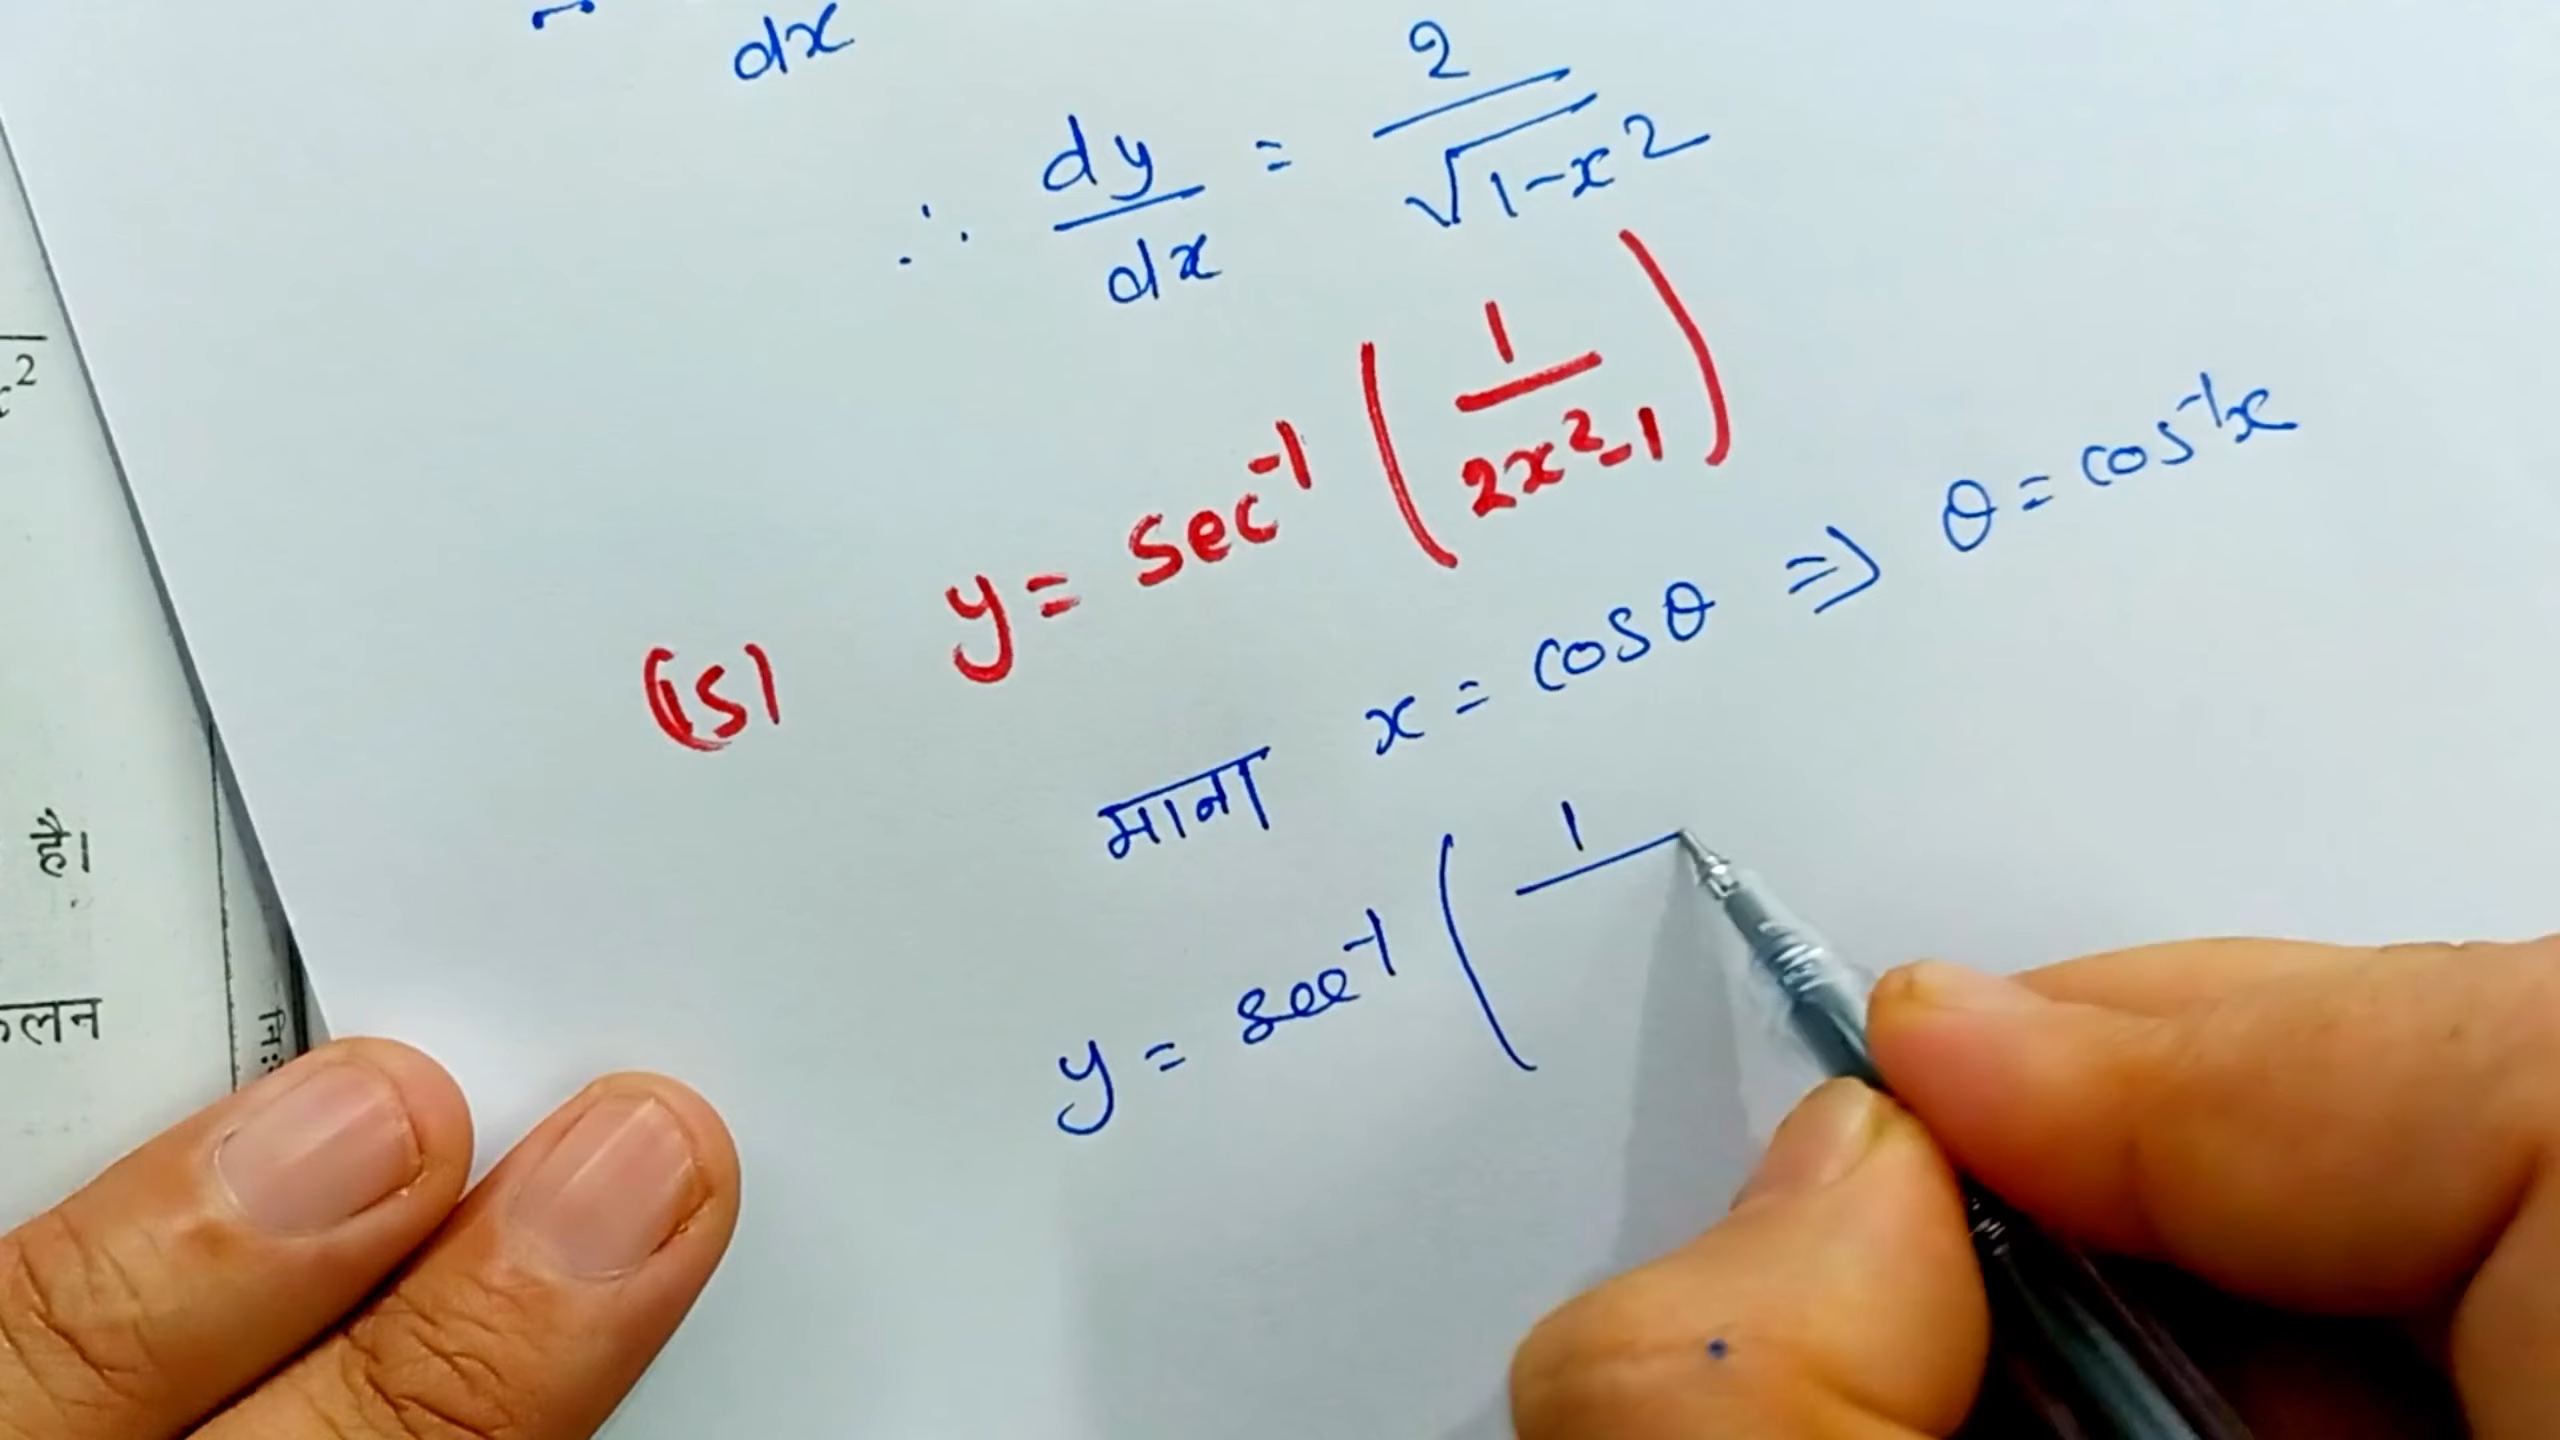 dx
∴ dy/dx = 2/√1-x²
(15) y = sec⁻¹ (1/2x²-1)
माना x = cosθ ⇒ θ = cos⁻¹x
y = sec⁻¹ (1/
2
है।
कलन